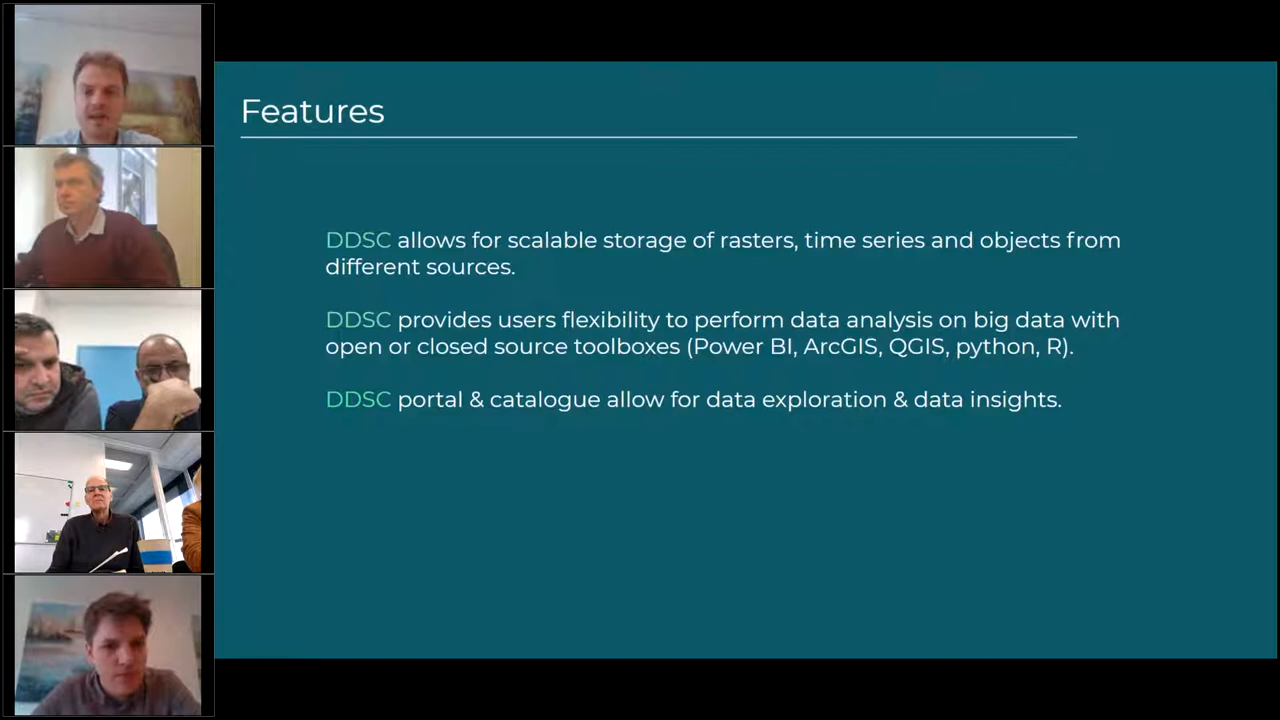 Features
DDSC allows for scalable storage of rasters, time series and objects from
different sources.
DDSC provides users flexibility to perform data analysis on big data with
open or closed source toolboxes (Power BI, ArcGIS, QGIS, python, R).
DDSC portal & catalogue allow for data exploration & data insights.